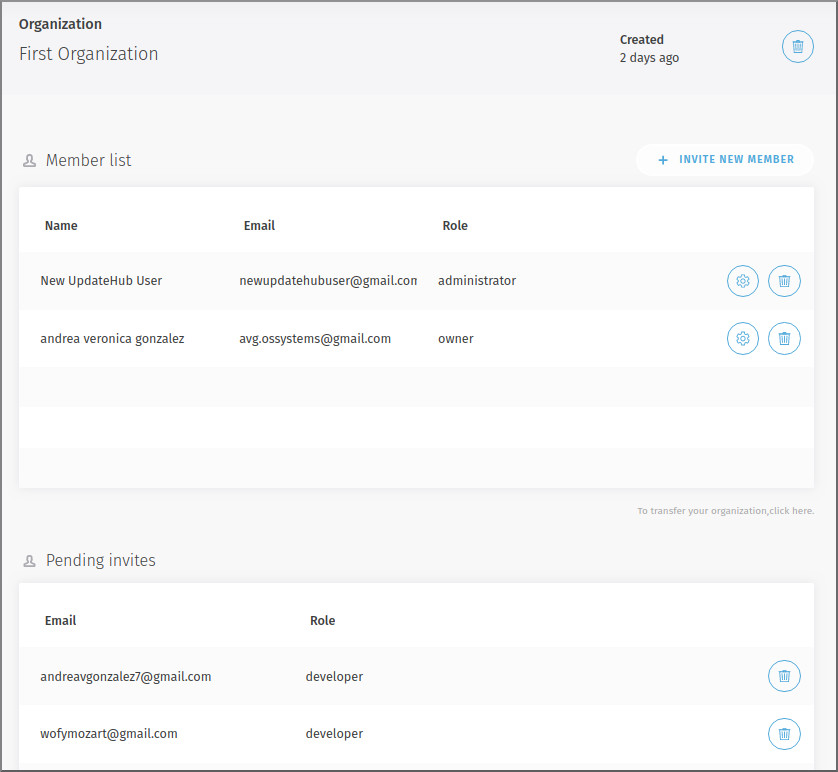 Organization
First Organization
Created
2 days ago
Member list
+ INVITE NEW MEMBER
Name Email Role
New UpdateHub User newupdatehubuser@gmail.com administrator
andrea veronica gonzalez avg.ossystems@gmail.com owner
To transfer your organization,click here.
Pending invites
Email Role
andreavgonzalez7@gmail.com developer
wofymozart@gmail.com developer